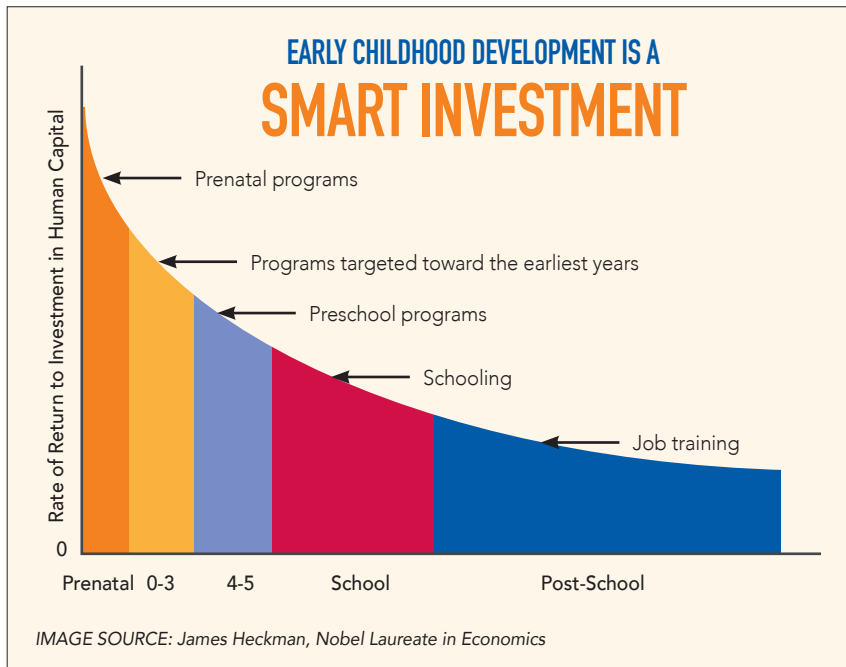 EARLY CHILDHOOD DEVELOPMENT IS A
SMART INVESTMENT
Rate of Return to Investment in Human Capital
Prenatal programs
Programs targeted toward the earliest years
Preschool programs
Schooling
Job training
0
Prenatal 0-3 4-5 School Post-School
IMAGE SOURCE: James Heckman, Nobel Laureate in Economics